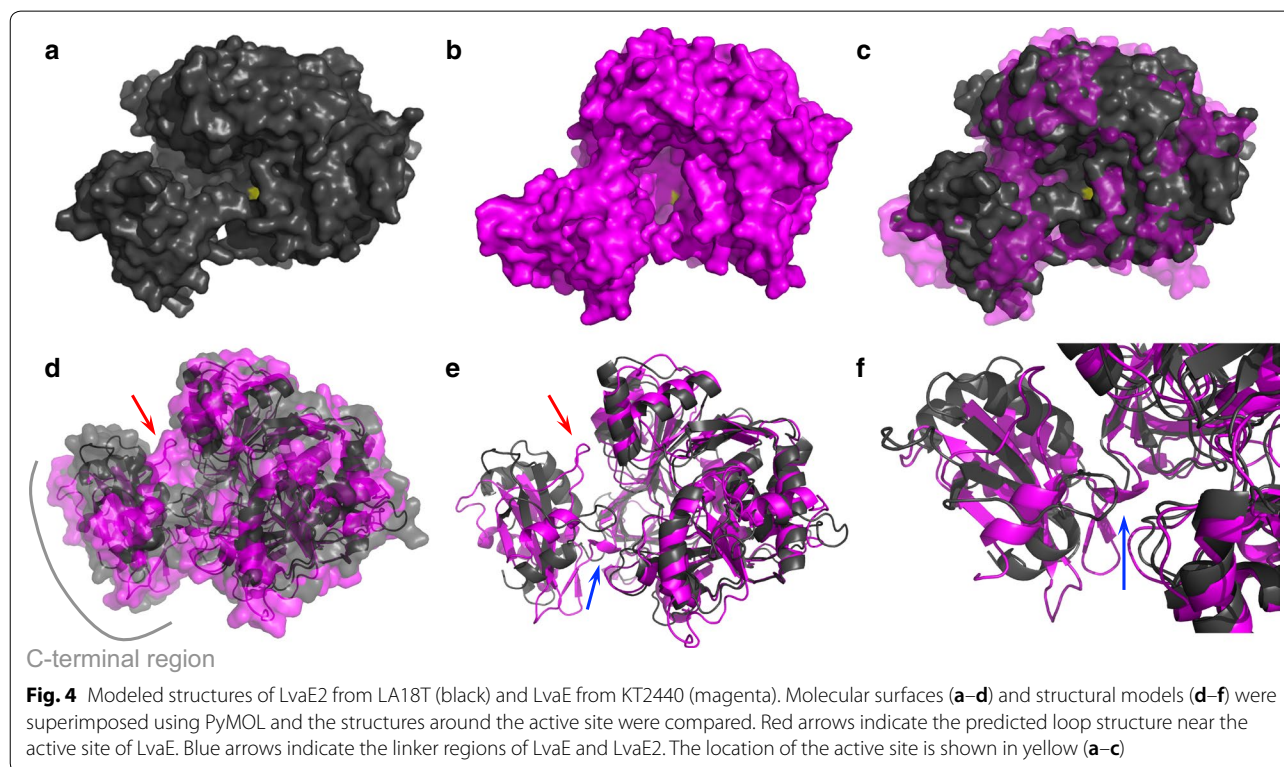 a
b
c
d
e
f
C-terminal region
Fig. 4 Modeled structures of LvaE2 from LA18T (black) and LvaE from KT2440 (magenta). Molecular surfaces (a–d) and structural models (d–f) were
superimposed using PyMOL and the structures around the active site were compared. Red arrows indicate the predicted loop structure near the
active site of LvaE. Blue arrows indicate the linker regions of LvaE and LvaE2. The location of the active site is shown in yellow (a–c)